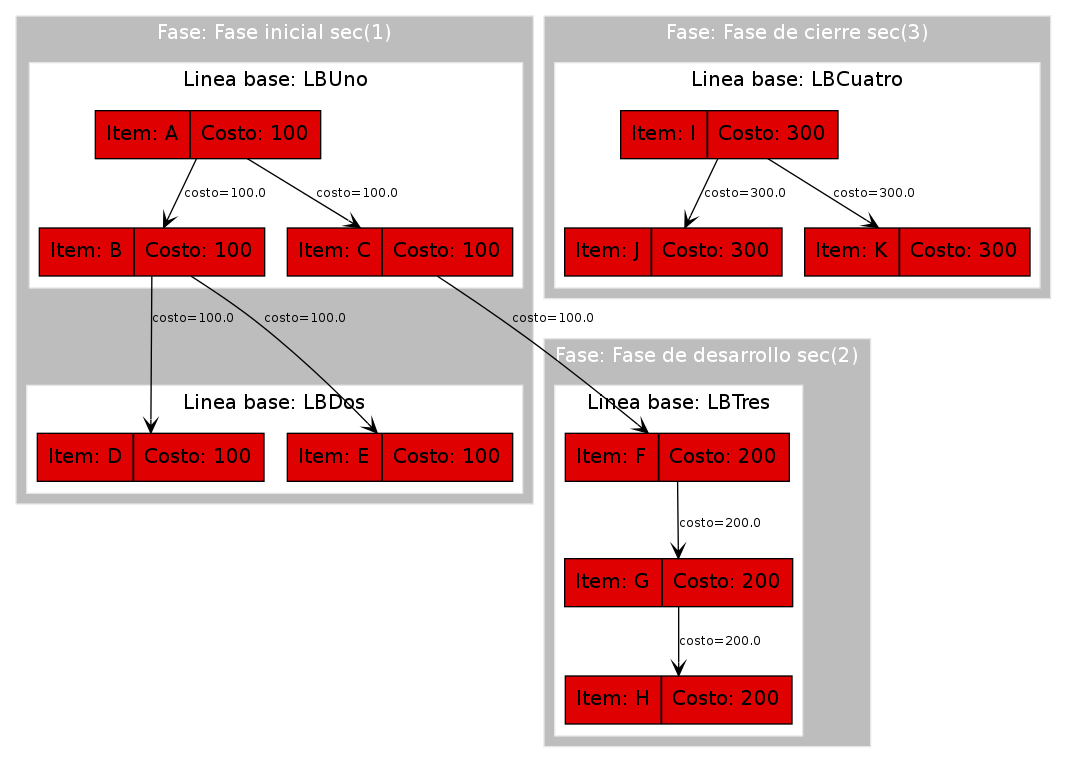 Fase: Fase inicial sec(1)
Linea base: LBUno
Item: A Costo: 100
costo=100.0 costo=100.0
Item: B Costo: 100
Item: C Costo: 100
costo=100.0 costo=100.0 costo=100.0
Linea base: LBDos
Item: D Costo: 100
Item: E Costo: 100
Fase: Fase de cierre sec(3)
Linea base: LBCuatro
Item: I Costo: 300
costo=300.0 costo=300.0
Item: J Costo: 300
Item: K Costo: 300
Fase: Fase de desarrollo sec(2)
Linea base: LBTres
Item: F Costo: 200
costo=200.0
Item: G Costo: 200
costo=200.0
Item: H Costo: 200